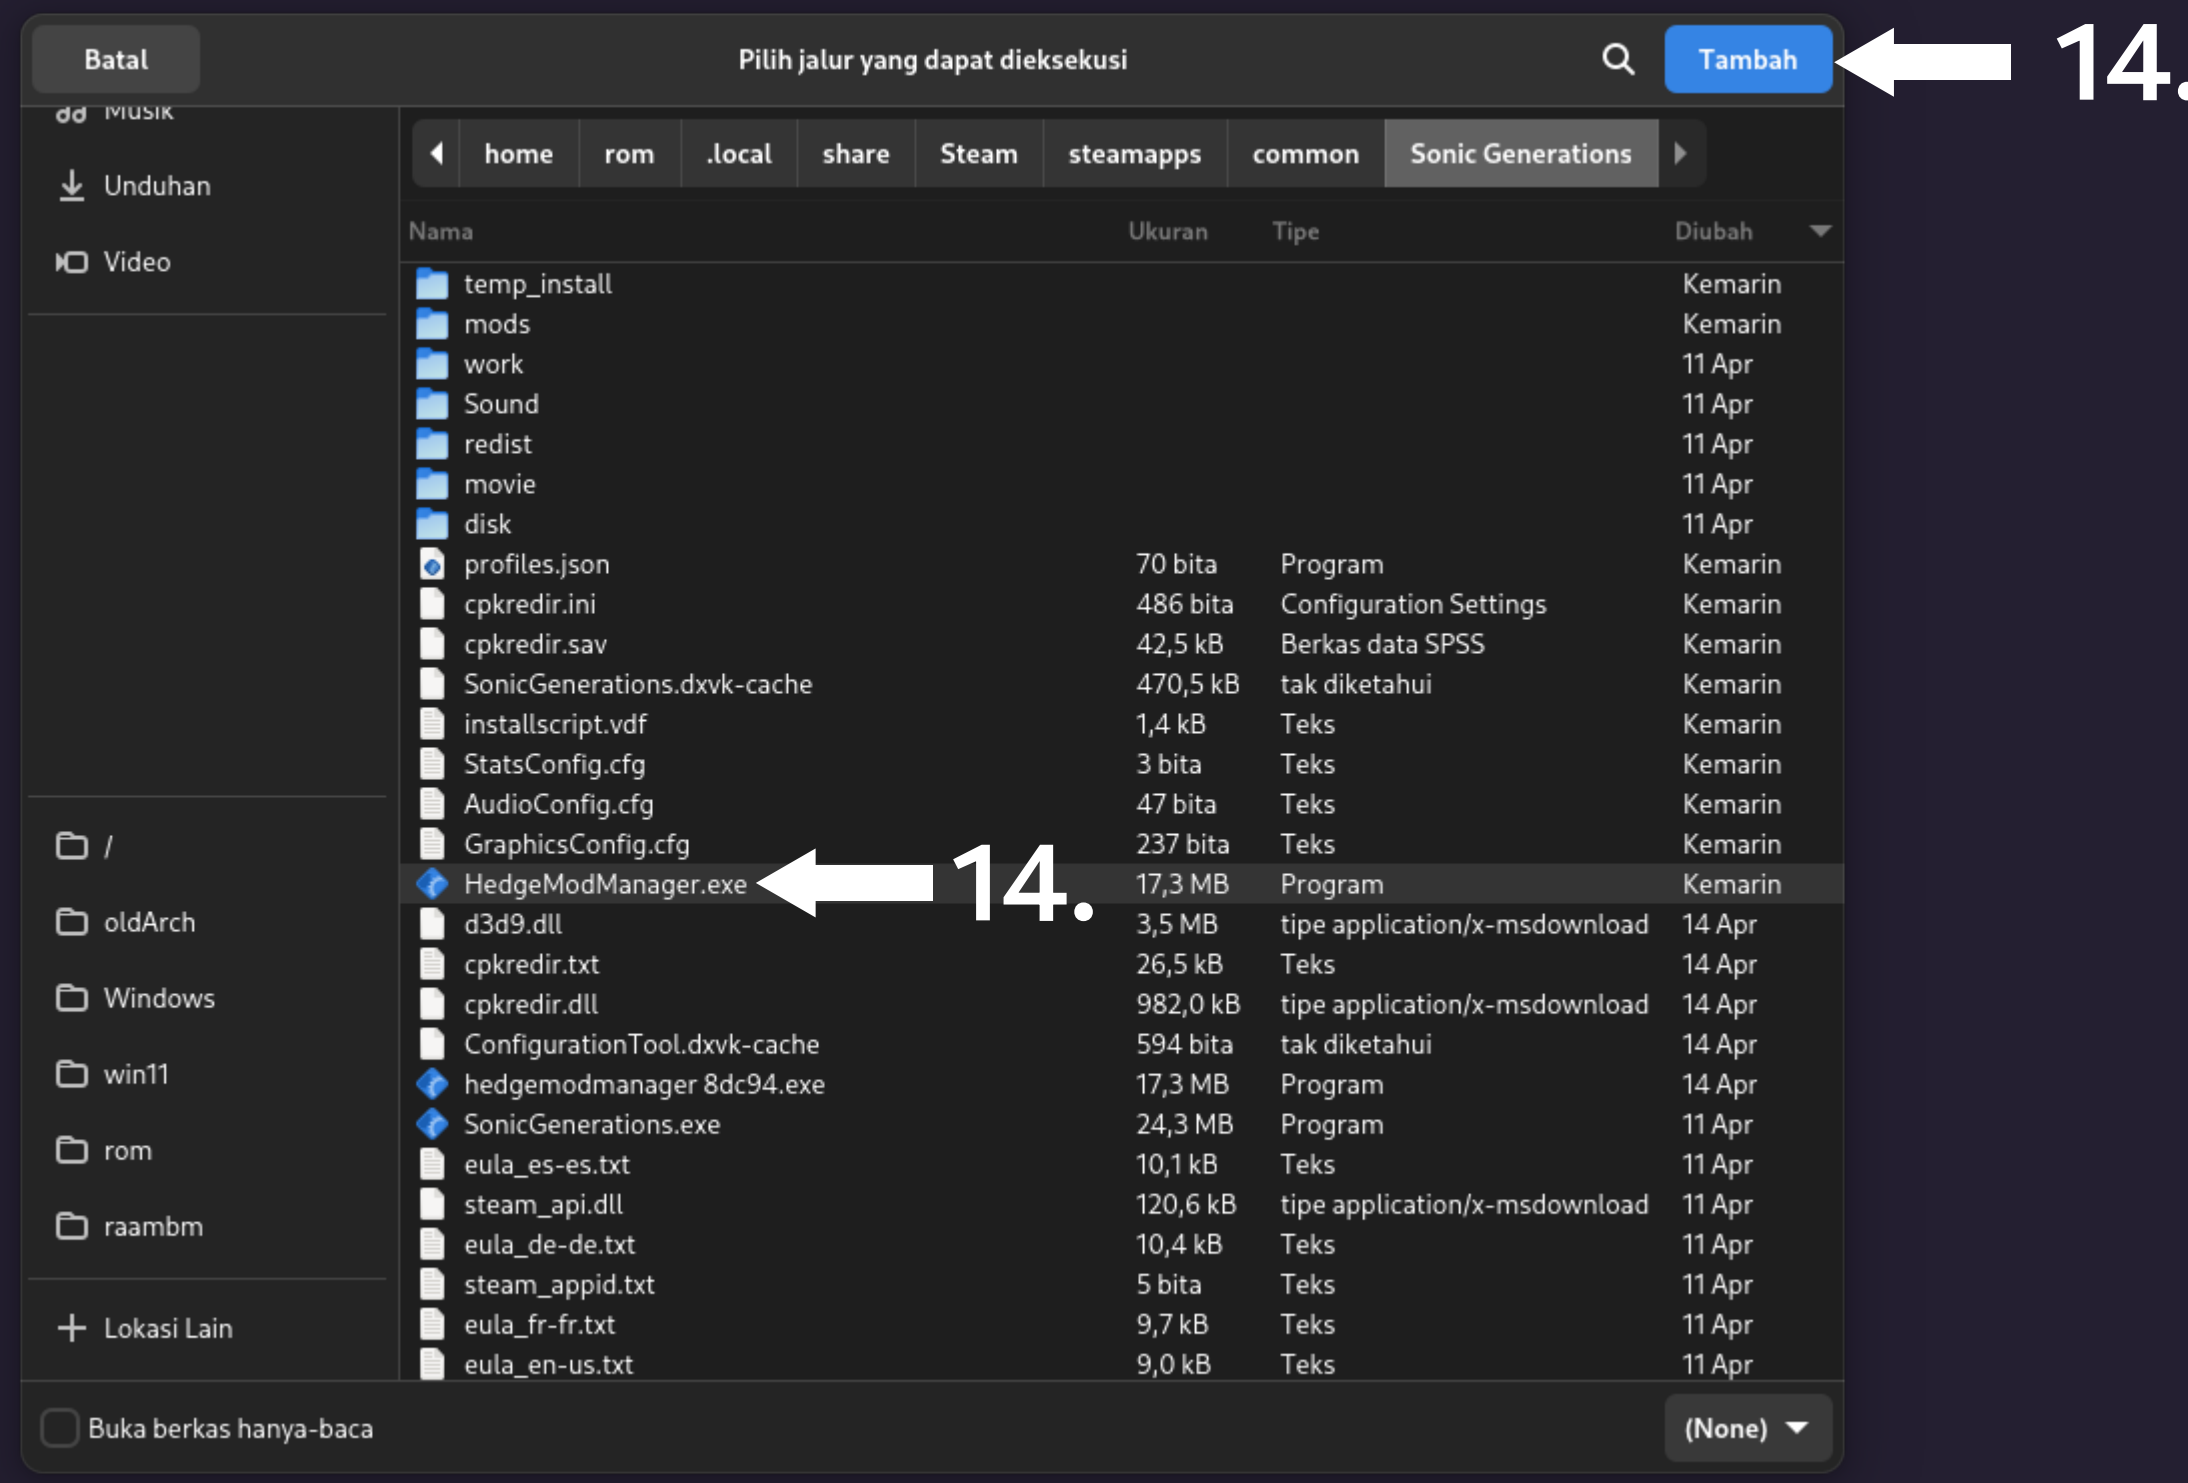 Batal Pilih jalur yang dapat dieksekusi Tambah 14.
Musik
Unduhan
Video
/
oldArch
Windows
win11
rom
raambm
Lokasi Lain
home rom .local share Steam steamapps common Sonic Generations
Nama Ukuran Tipe Diubah
temp_install Kemarin
mods Kemarin
work 11 Apr
Sound 11 Apr
redist 11 Apr
movie 11 Apr
disk 11 Apr
profiles.json 70 bita Program Kemarin
cpkredir.ini 486 bita Configuration Settings Kemarin
cpkredir.sav 42,5 kB Berkas data SPSS Kemarin
SonicGenerations.dxvk-cache 470,5 kB tak diketahui Kemarin
installscript.vdf 1,4 kB Teks Kemarin
StatsConfig.cfg 3 bita Teks Kemarin
AudioConfig.cfg 47 bita Teks Kemarin
GraphicsConfig.cfg 237 bita Teks Kemarin
HedgeModManager.exe 14. 17,3 MB Program Kemarin
d3d9.dll 3,5 MB tipe application/x-msdownload 14 Apr
cpkredir.txt 26,5 kB Teks 14 Apr
cpkredir.dll 982,0 kB tipe application/x-msdownload 14 Apr
ConfigurationTool.dxvk-cache 594 bita tak diketahui 14 Apr
hedgemodmanager 8dc94.exe 17,3 MB Program 14 Apr
SonicGenerations.exe 24,3 MB Program 11 Apr
eula_es-es.txt 10,1 kB Teks 11 Apr
steam_api.dll 120,6 kB tipe application/x-msdownload 11 Apr
eula_de-de.txt 10,4 kB Teks 11 Apr
steam_appid.txt 5 bita Teks 11 Apr
eula_fr-fr.txt 9,7 kB Teks 11 Apr
eula_en-us.txt 9,0 kB Teks 11 Apr
Buka berkas hanya-baca (None)